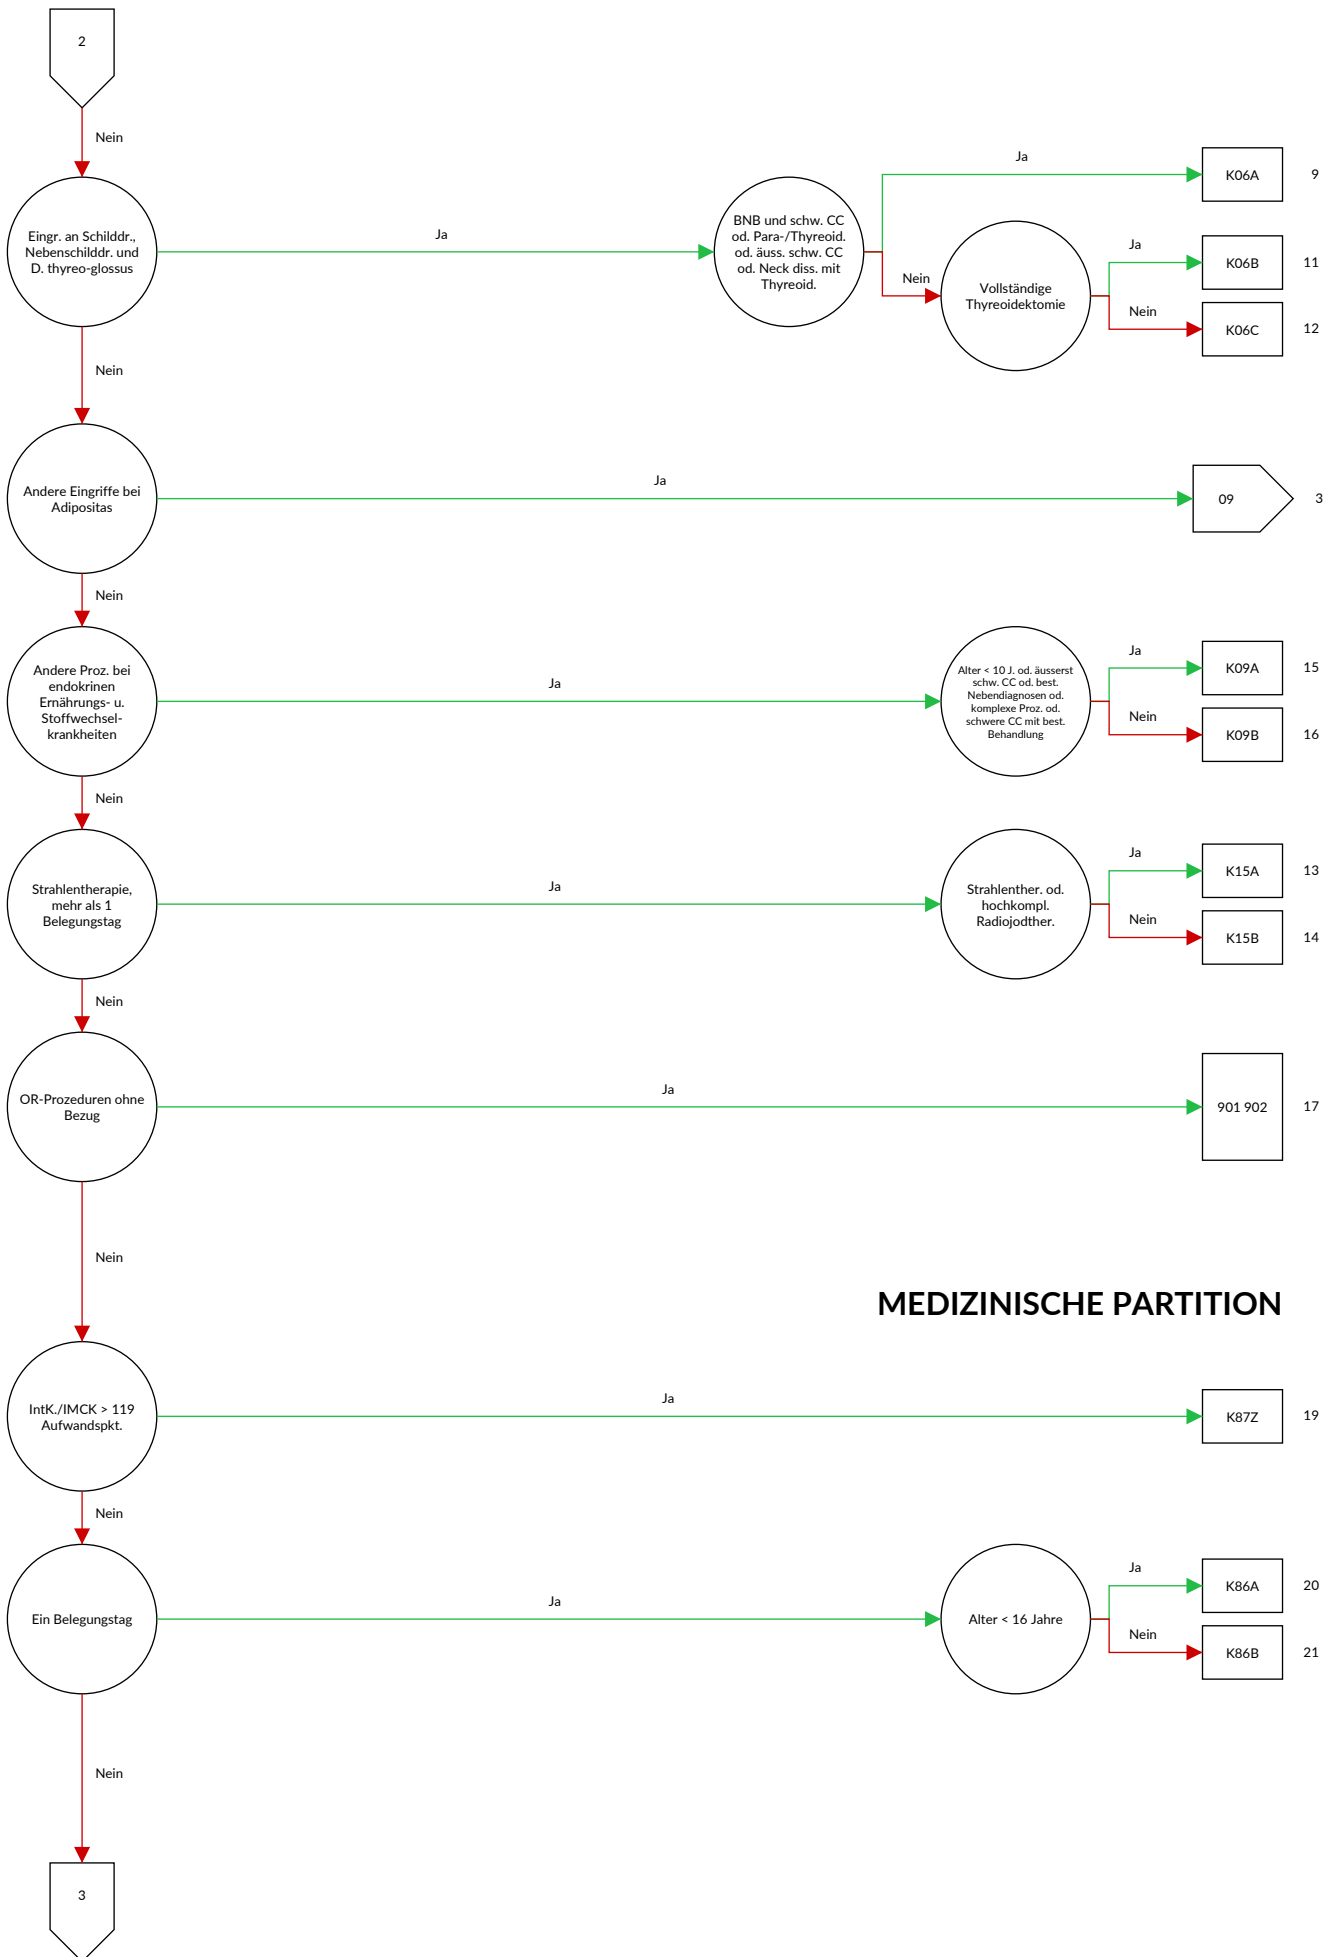 2
Nein
Eingr. an Schilddr.,
Nebenschilddr. und
D. thyreo-glossus
Ja
BNB und schw. CC
od. Para-/Thyreoid.
od. äuss. schw. CC
od. Neck diss. mit
Thyreoid.
Ja
K06A
9
Nein
Vollständige
Thyreoidektomie
Ja
K06B
11
Nein
K06C
12
Nein
Andere Eingriffe bei
Adipositas
Ja
09
3
Nein
Andere Proz. bei
endokrinen
Ernährungs- u.
Stoffwechsel-
krankheiten
Ja
Alter < 10 J. od. äusserst
schw. CC od. best.
Nebendiagnosen od.
komplexe Proz. od.
schwere CC mit best.
Behandlung
Ja
K09A
15
Nein
K09B
16
Nein
Strahlentherapie,
mehr als 1
Belegungstag
Ja
Strahlenther. od.
hochkompl.
Radiojodther.
Ja
K15A
13
Nein
K15B
14
Nein
OR-Prozeduren ohne
Bezug
Ja
901 902
17
Nein
MEDIZINISCHE PARTITION
IntK./IMCK > 119
Aufwandspkt.
Ja
K87Z
19
Nein
Ein Belegungstag
Ja
Alter < 16 Jahre
Ja
K86A
20
Nein
K86B
21
Nein
3